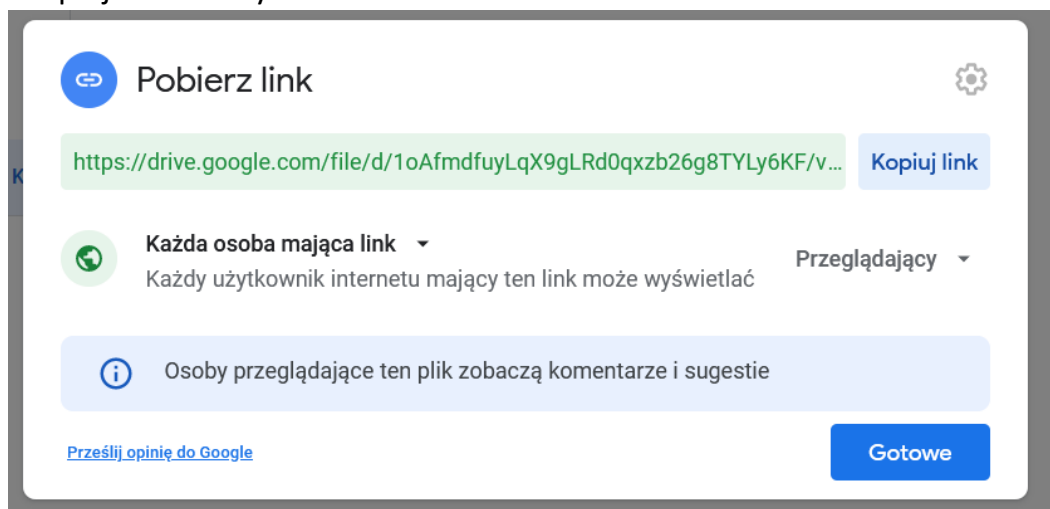 Pobierz link
https://drive.google.com/file/d/1oAfmdfuyLqX9gLRd0qxzb26g8TYLy6KF/v...
Kopiuj link
Każda osoba mająca link
Każdy użytkownik internetu mający ten link może wyświetlać
Przeglądający
Osoby przeglądające ten plik zobaczą komentarze i sugestie
Prześlij opinię do Google
Gotowe